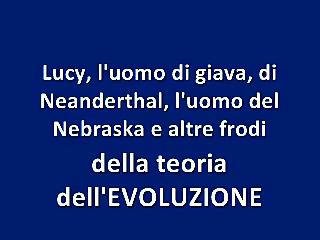 Lucy, l'uomo di giava, di
Neanderthal, l'uomo del
Nebraska e altre frodi
della teoria
dell'EVOLUZIONE